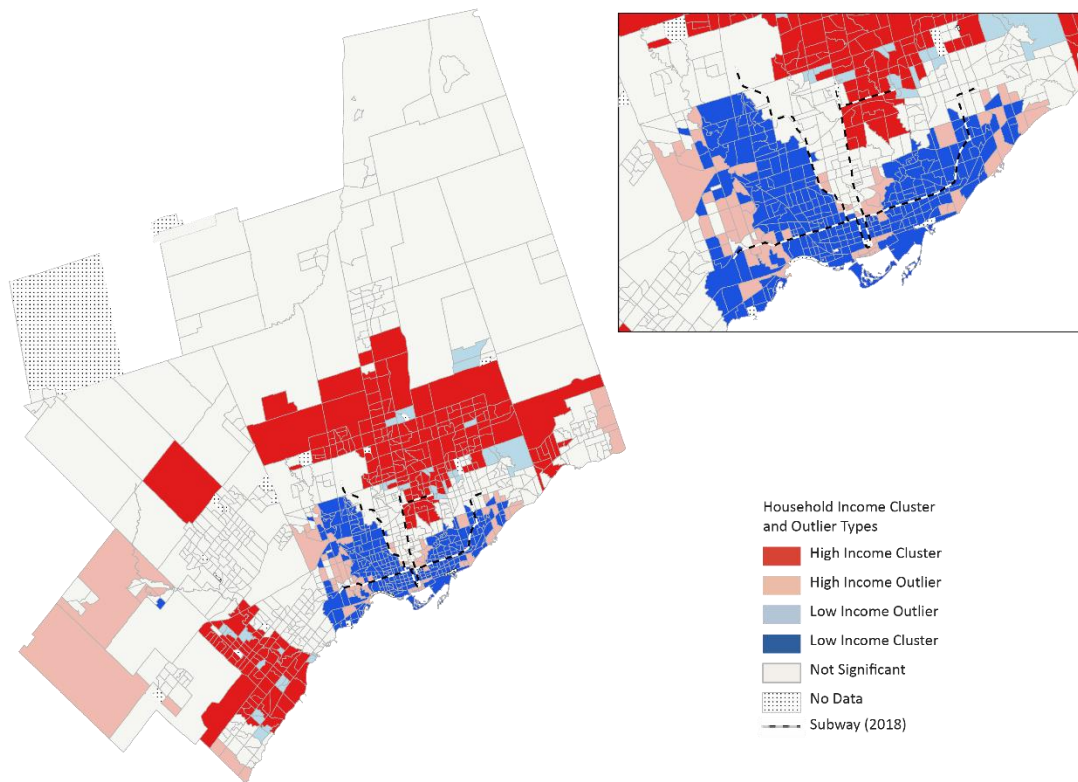 Household Income Cluster
and Outlier Types
High Income Cluster
High Income Outlier
Low Income Outlier
Low Income Cluster
Not Significant
No Data
Subway (2018)